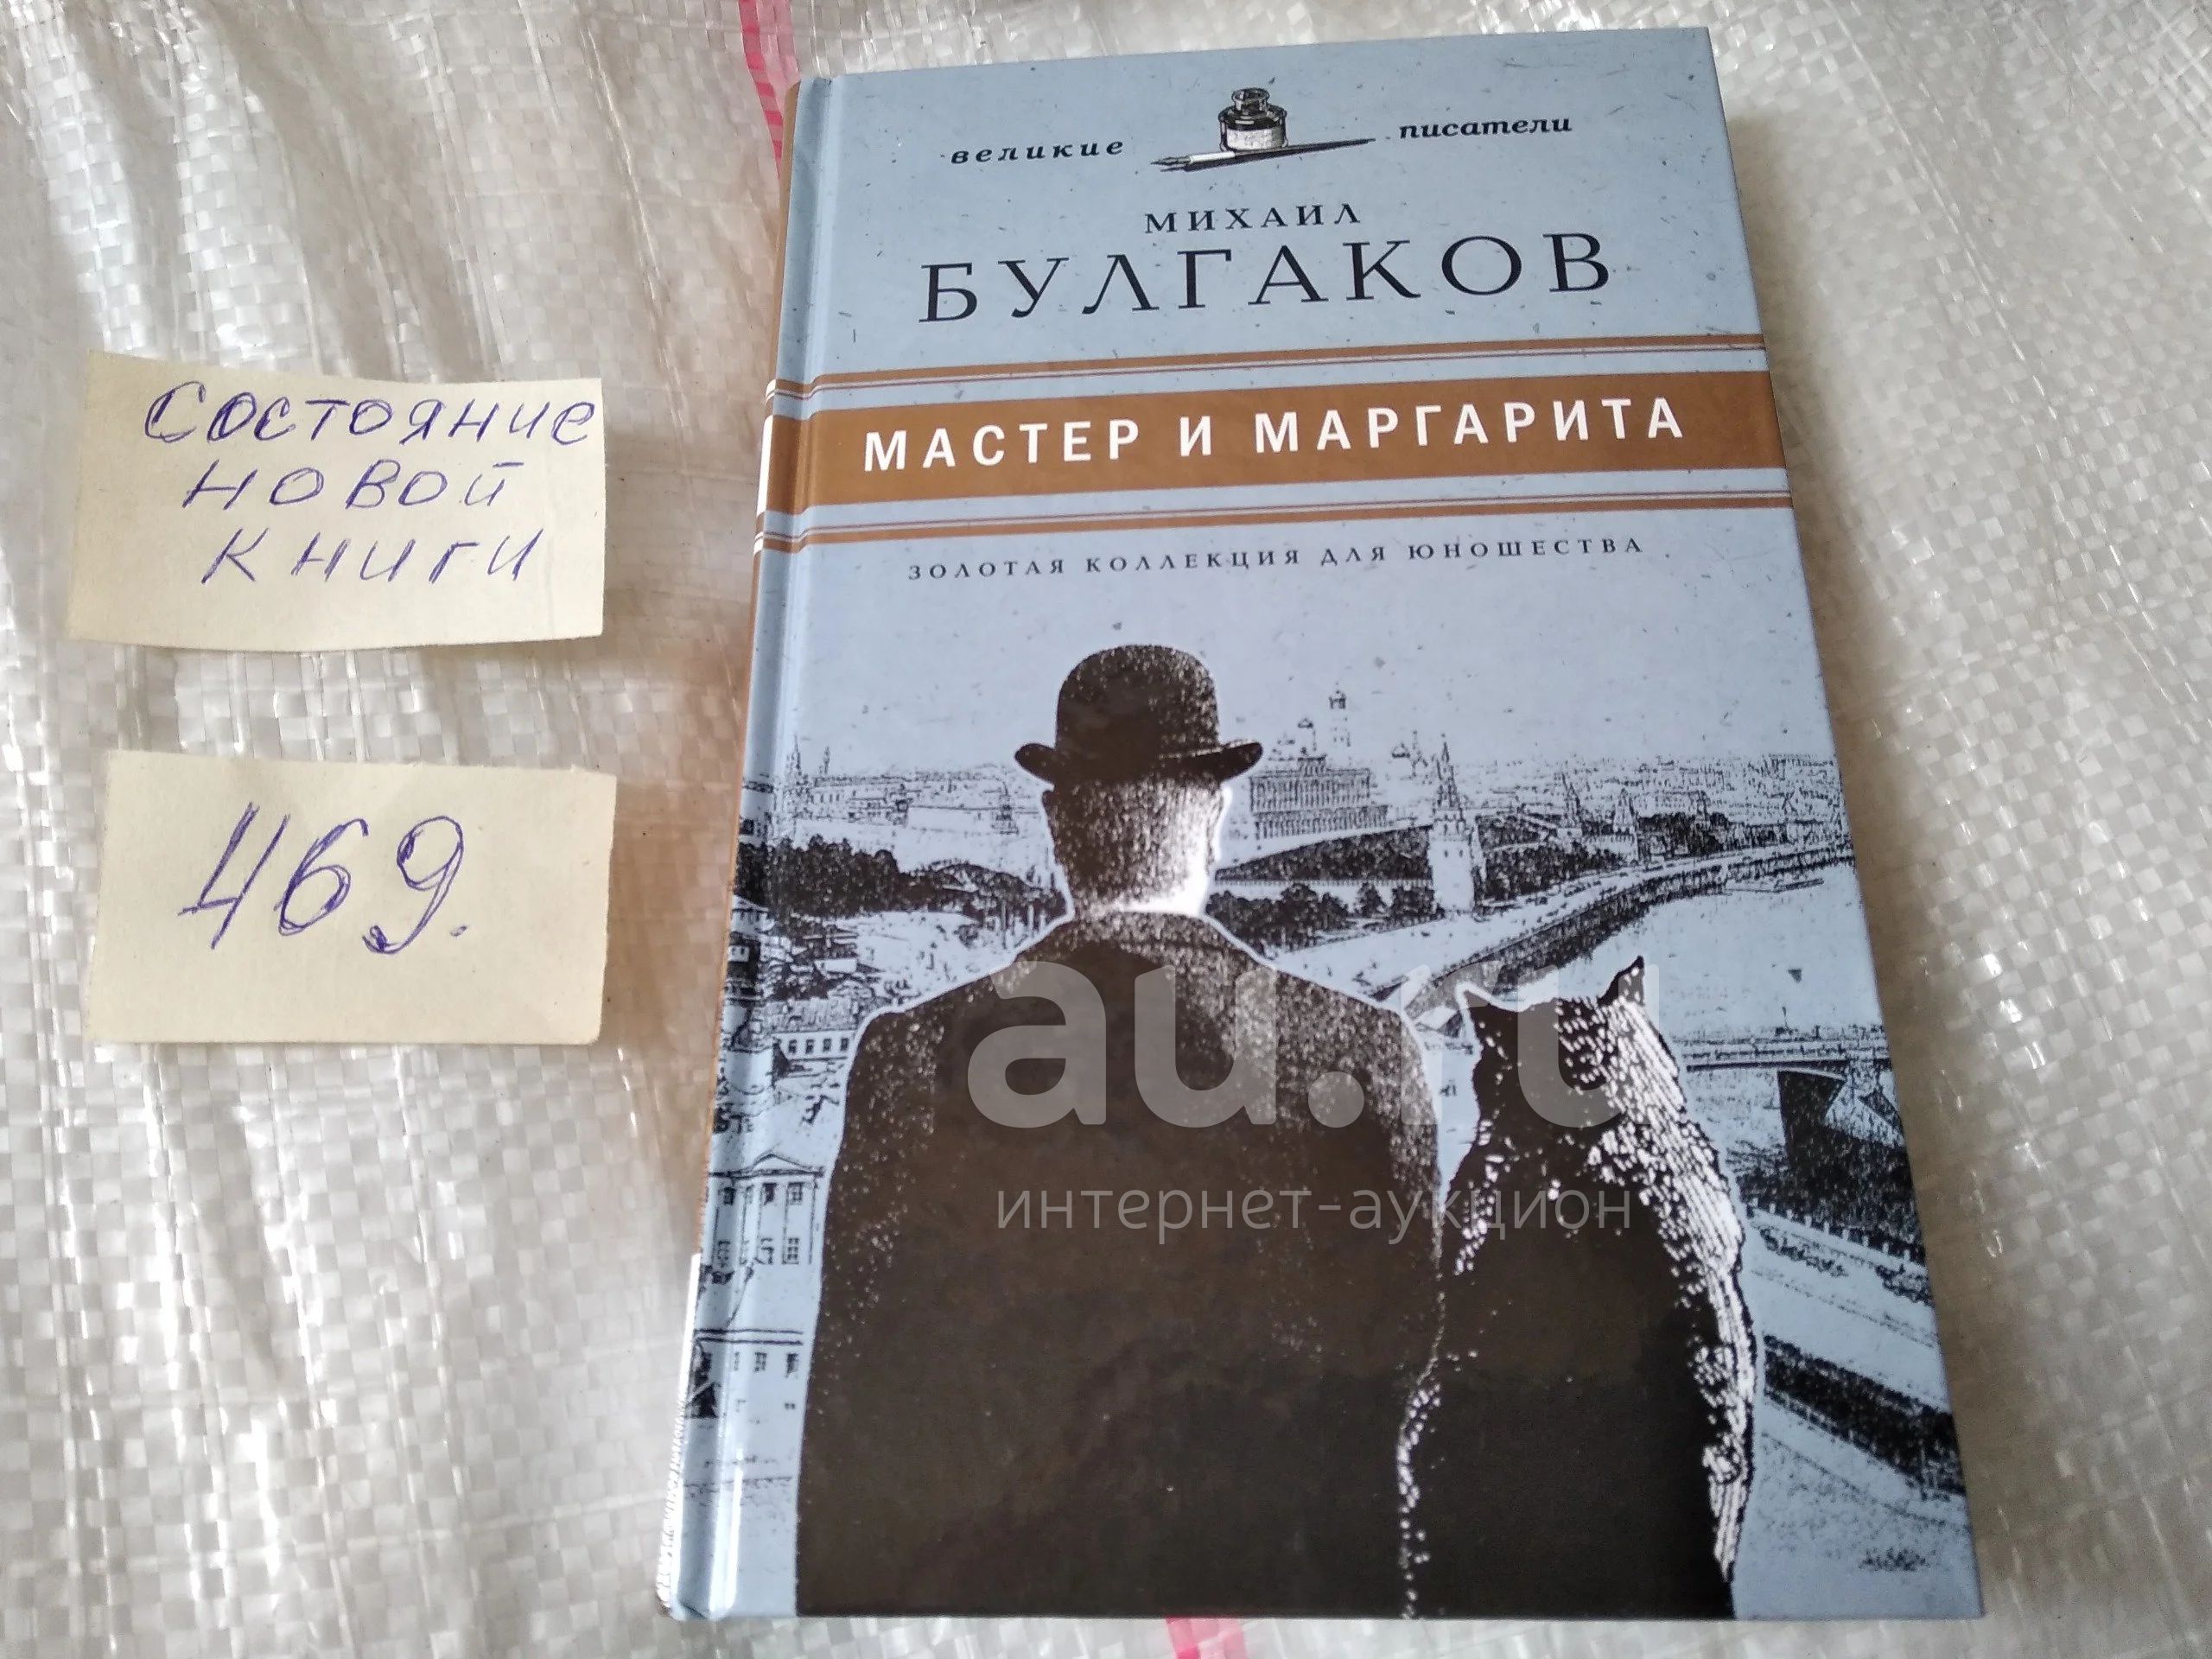 великие писатели
МИХАИЛ
БУЛГАКОВ
МАСТЕР И МАРГАРИТА
ЗОЛОТАЯ КОЛЛЕКЦИЯ ДЛЯ ЮНОШЕСТВА
Состояние
новой
книги
469.
au.ru
интернет-аукцион